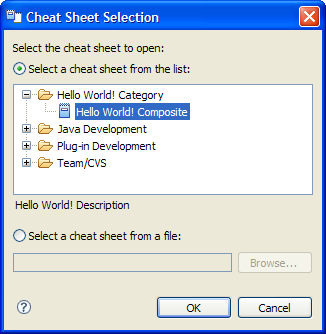 Cheat Sheet Selection
Select the cheat sheet to open:
Select a cheat sheet from the list:
Hello World! Category
Hello World! Composite
Java Development
Plug-in Development
Team/CVS
Hello World! Description
Select a cheat sheet from a file:
Browse...
?
OK
Cancel